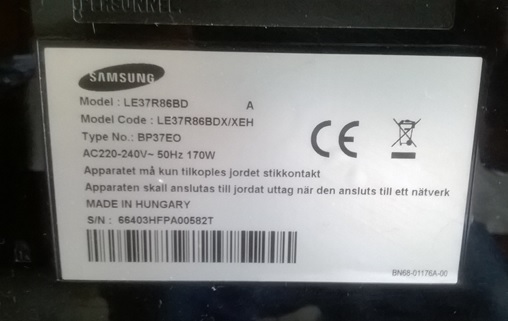 PERSONNEL
SAMSUNG
Model : LE37R86BD A
Model Code : LE37R86BDX/XEH
Type No.: BP37EO
AC220-240V~ 50Hz 170W
Apparatet må kun tilkoples jordet stikkontakt
Apparaten skall anslutas till jordat uttag när den ansluts till ett nätverk
MADE IN HUNGARY
S/N : 66403HFPA00582T
CE
BN68-01176A-00